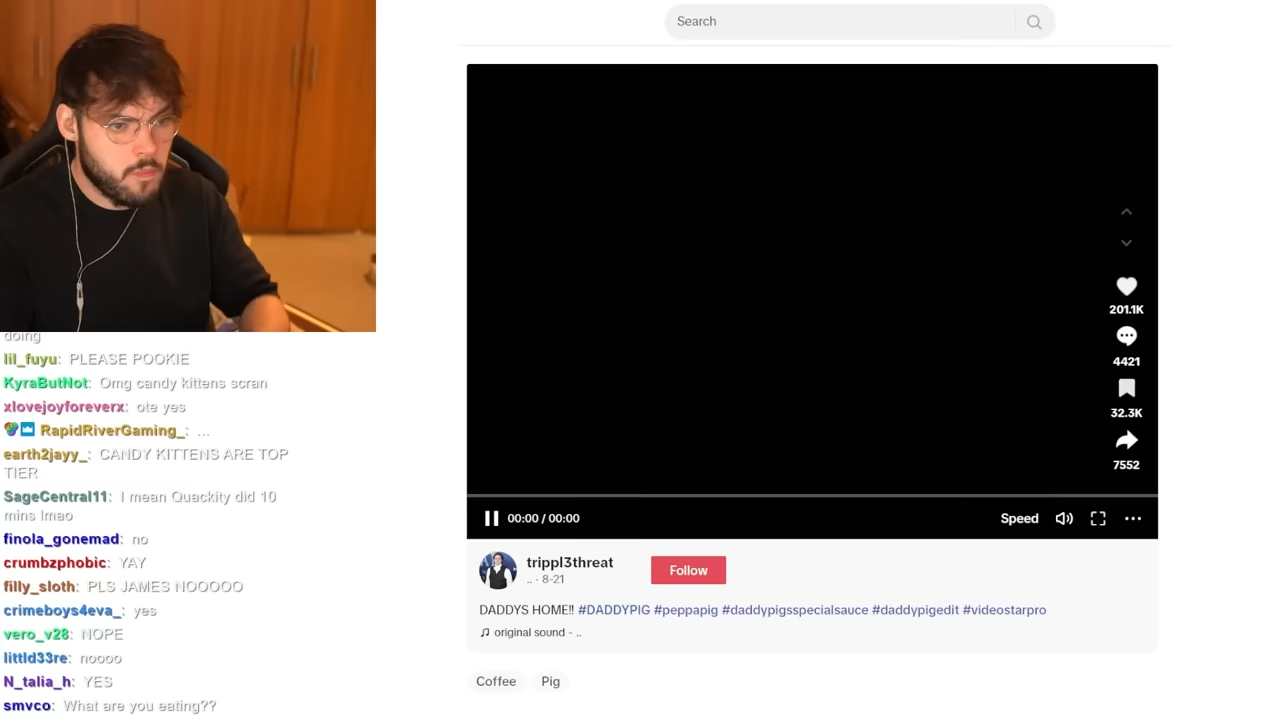 Search
201.1K
4421
32.3K
7552
00:00 / 00:00
Speed
trippl3threat
.. · 8-21
Follow
DADDYS HOME!! #DADDYPIG #peppapig #daddypigsspecialsauce #daddypigedit #videostarpro
original sound - ..
Coffee
Pig
doing
lil_fuyu: PLEASE POOKIE
KyraButNot: Omg candy kittens scran
xlovejoyforeverx: ote yes
RapidRiverGaming_: ...
earth2jayy_: CANDY KITTENS ARE TOP
TIER
SageCentral11: I mean Quackity did 10
mins lmao
finola_gonemad: no
crumbzphobic: YAY
filly_sloth: PLS JAMES NOOOOO
crimeboys4eva_: yes
vero_v28: NOPE
littld33re: noooo
N_talia_h: YES
smvco: What are you eating??